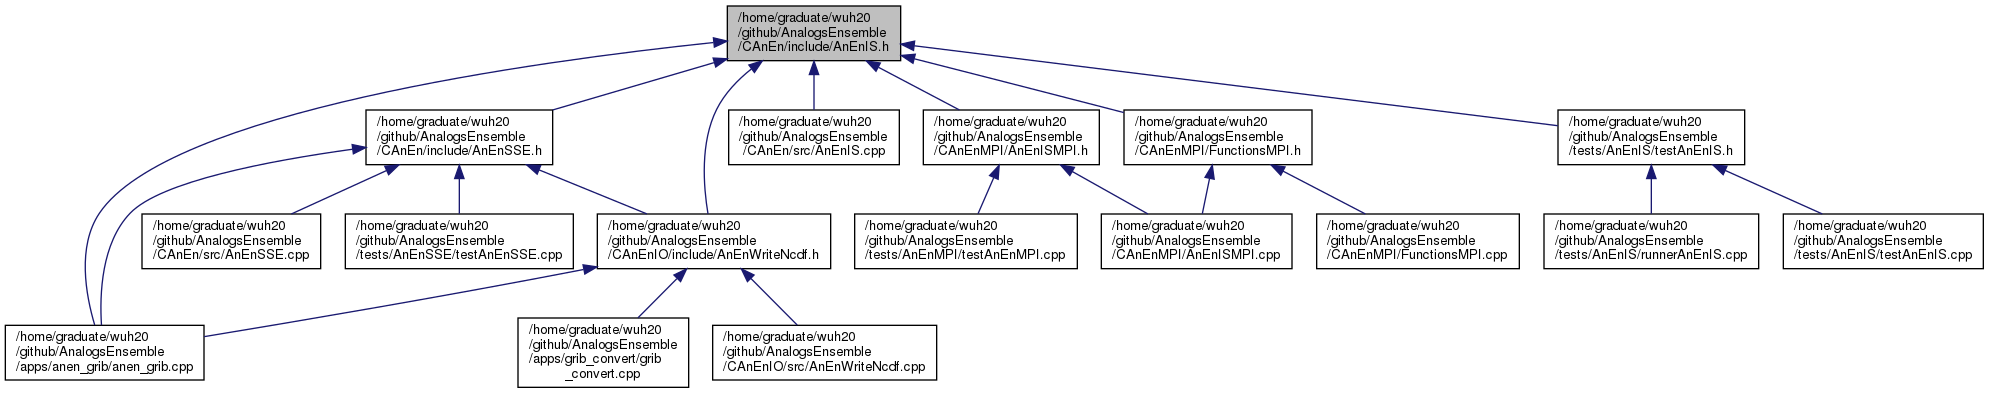 /home/graduate/wuh20
/github/AnalogsEnsemble
/CAnEn/include/AnEnIS.h
/home/graduate/wuh20
/github/AnalogsEnsemble
/CAnEn/include/AnEnSSE.h
/home/graduate/wuh20
/github/AnalogsEnsemble
/CAnEn/src/AnEnIS.cpp
/home/graduate/wuh20
/github/AnalogsEnsemble
/CAnEnMPI/AnEnISMPI.h
/home/graduate/wuh20
/github/AnalogsEnsemble
/CAnEnMPI/FunctionsMPI.h
/home/graduate/wuh20
/github/AnalogsEnsemble
/tests/AnEnIS/testAnEnIS.h
/home/graduate/wuh20
/github/AnalogsEnsemble
/CAnEn/src/AnEnSSE.cpp
/home/graduate/wuh20
/github/AnalogsEnsemble
/tests/AnEnSSE/testAnEnSSE.cpp
/home/graduate/wuh20
/github/AnalogsEnsemble
/CAnEnIO/include/AnEnWriteNcdf.h
/home/graduate/wuh20
/github/AnalogsEnsemble
/tests/AnEnMPI/testAnEnMPI.cpp
/home/graduate/wuh20
/github/AnalogsEnsemble
/CAnEnMPI/AnEnISMPI.cpp
/home/graduate/wuh20
/github/AnalogsEnsemble
/CAnEnMPI/FunctionsMPI.cpp
/home/graduate/wuh20
/github/AnalogsEnsemble
/tests/AnEnIS/runnerAnEnIS.cpp
/home/graduate/wuh20
/github/AnalogsEnsemble
/tests/AnEnIS/testAnEnIS.cpp
/home/graduate/wuh20
/github/AnalogsEnsemble
/apps/anen_grib/anen_grib.cpp
/home/graduate/wuh20
/github/AnalogsEnsemble
/apps/grib_convert/grib
_convert.cpp
/home/graduate/wuh20
/github/AnalogsEnsemble
/CAnEnIO/src/AnEnWriteNcdf.cpp